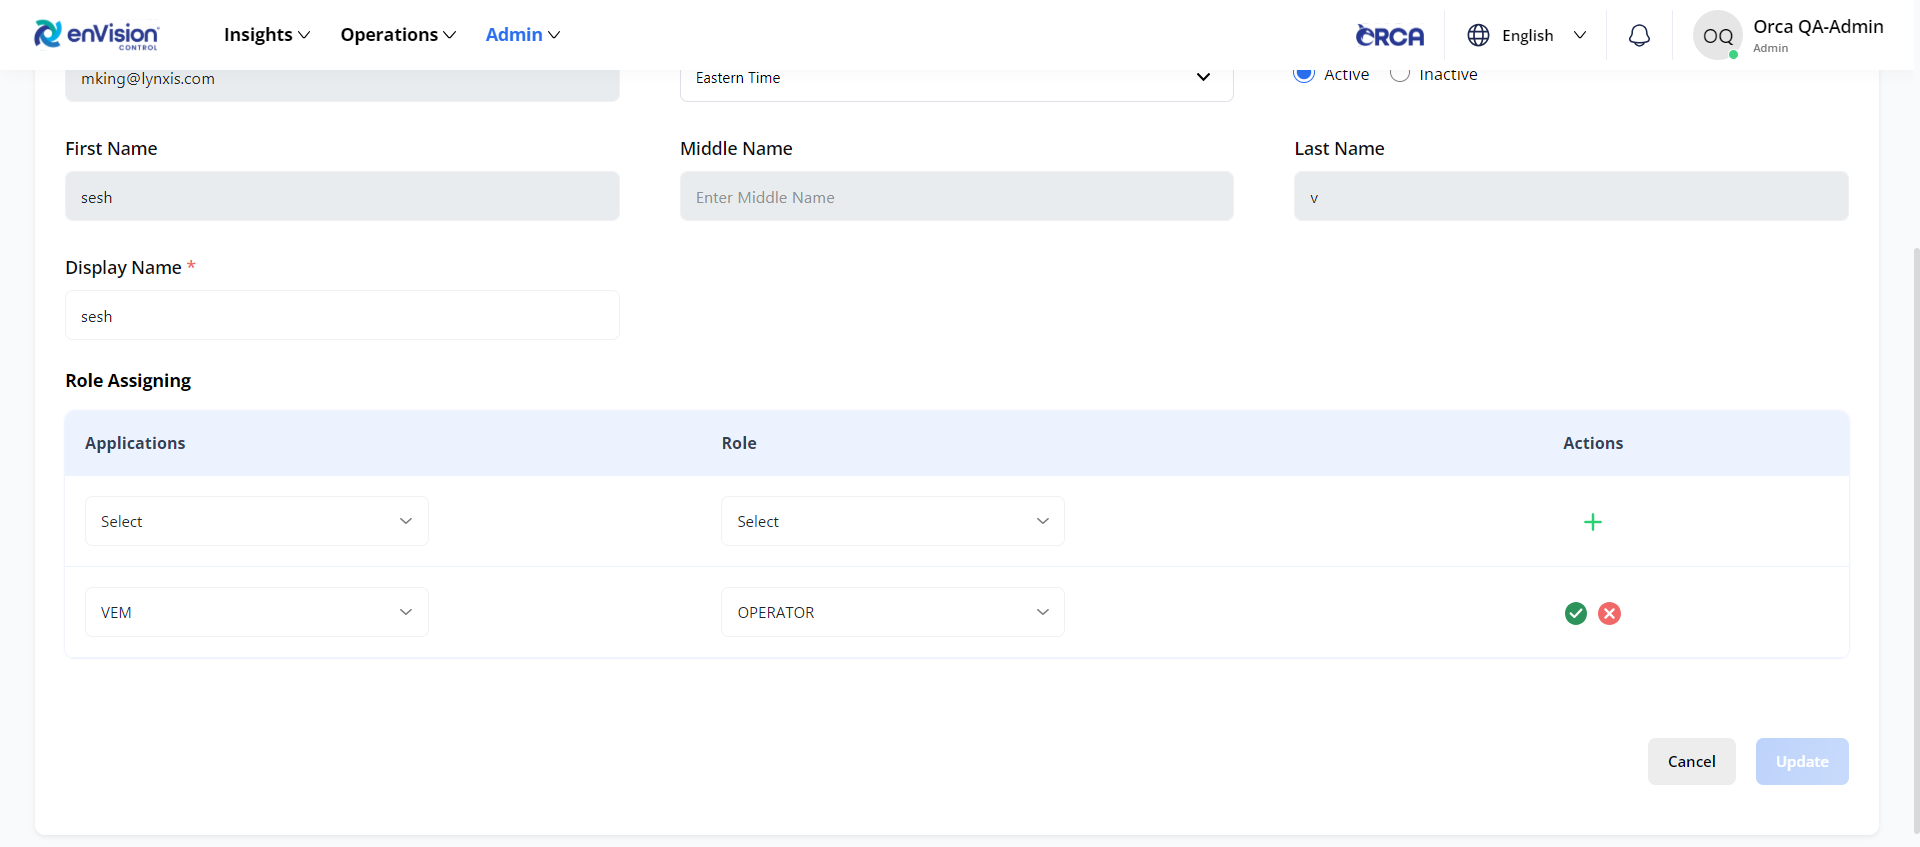 enVision CONTROL Insights Operations Admin ORCA English OQ Orca QA-Admin
Admin
mking@lynxis.com Eastern Time Active Inactive
First Name Middle Name Last Name
sesh Enter Middle Name v
Display Name *
sesh
Role Assigning
Applications Role Actions
Select Select
VEM OPERATOR
Cancel Update